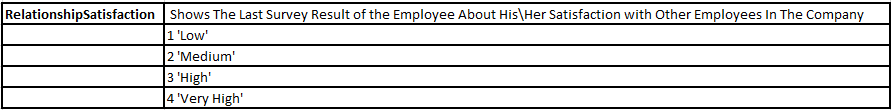 RelationshipSatisfaction Shows The Last Survey Result of the Employee About His\Her Satisfaction with Other Employees In The Company
1 'Low'
2 'Medium'
3 'High'
4 'Very High'